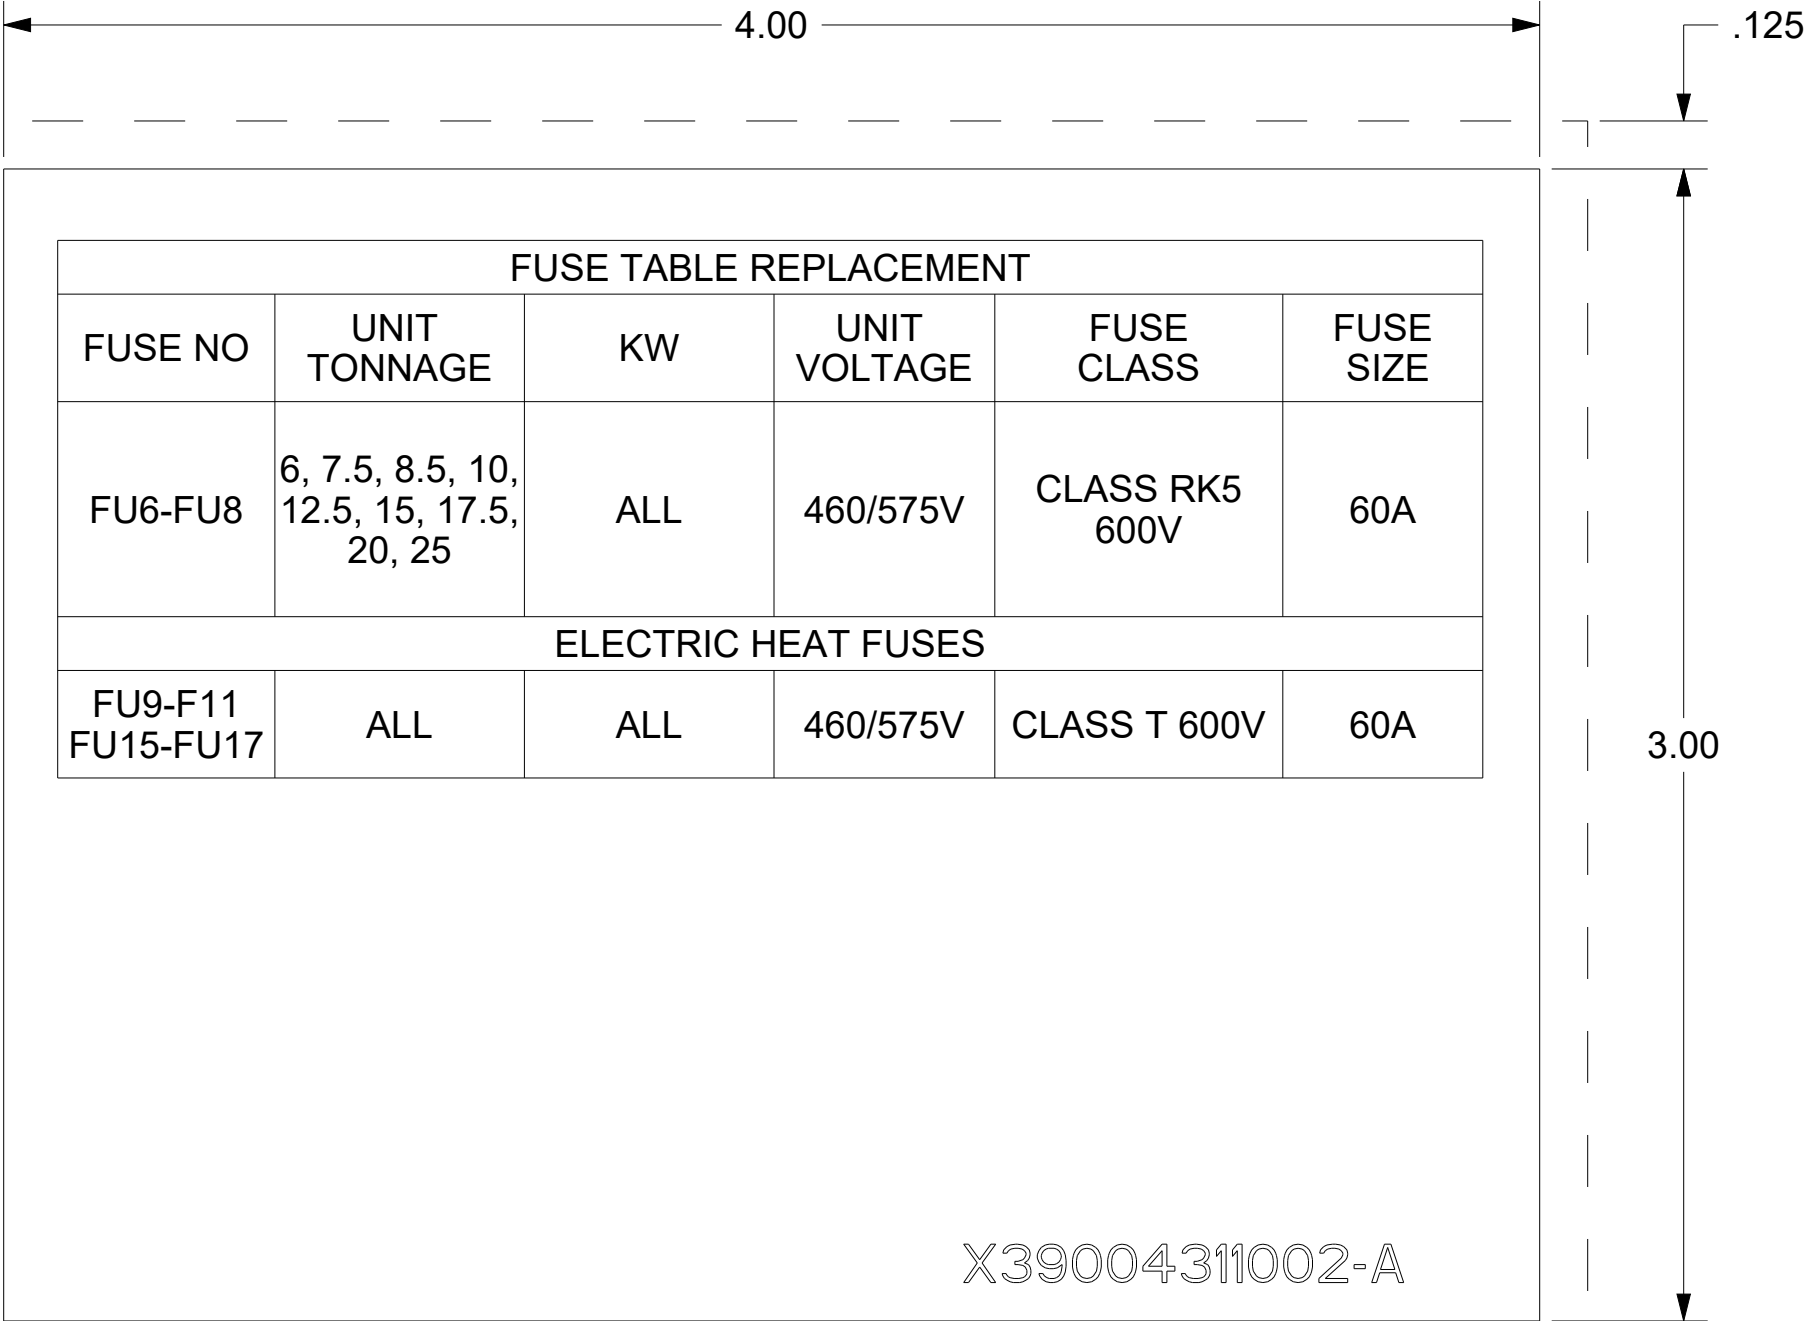 4.00
.125
FUSE TABLE REPLACEMENT
FUSE NO
UNIT
TONNAGE
KW
UNIT
VOLTAGE
FUSE
CLASS
FUSE
SIZE
FU6-FU8
6, 7.5, 8.5, 10,
12.5, 15, 17.5,
20, 25
ALL
460/575V
CLASS RK5
600V
60A
ELECTRIC HEAT FUSES
FU9-F11
FU15-FU17
ALL
ALL
460/575V
CLASS T 600V
60A
3.00
X39004311002-A